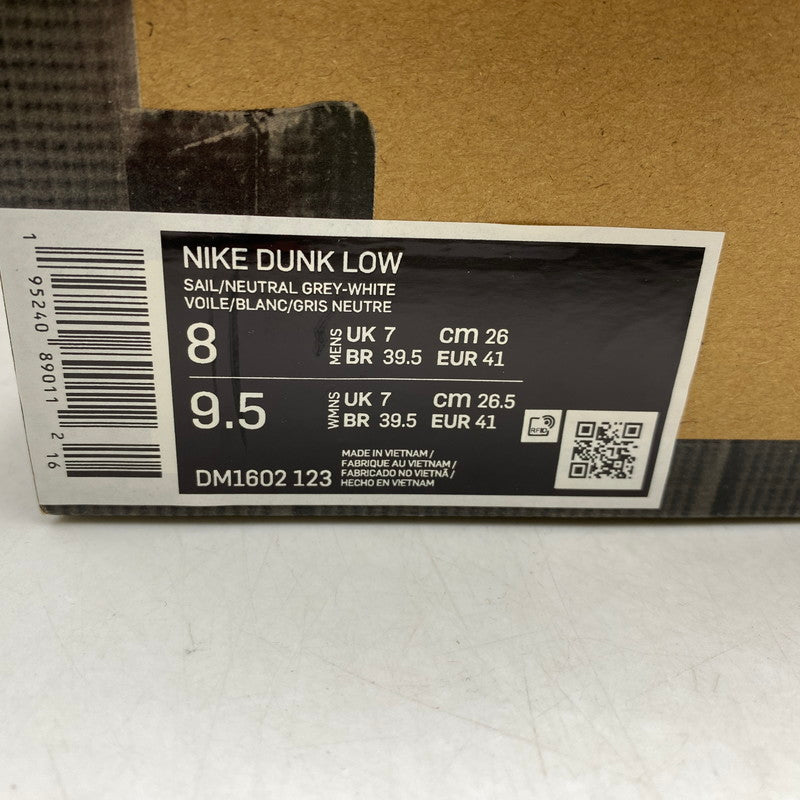 NIKE DUNK LOW
SAIL/NEUTRAL GREY-WHITE
VOILE/BLANC/GRIS NEUTRE
8 MENS UK 7 cm 26
BR 39.5 EUR 41
9.5 WMNS UK 7 cm 26.5
BR 39.5 EUR 41
RFID
DM1602 123
MADE IN VIETNAM /
FABRIQUE AU VIETNAM /
FABRICADO NO VIETNÃ /
HECHO EN VIETNAM
1 95240 89011 2 16